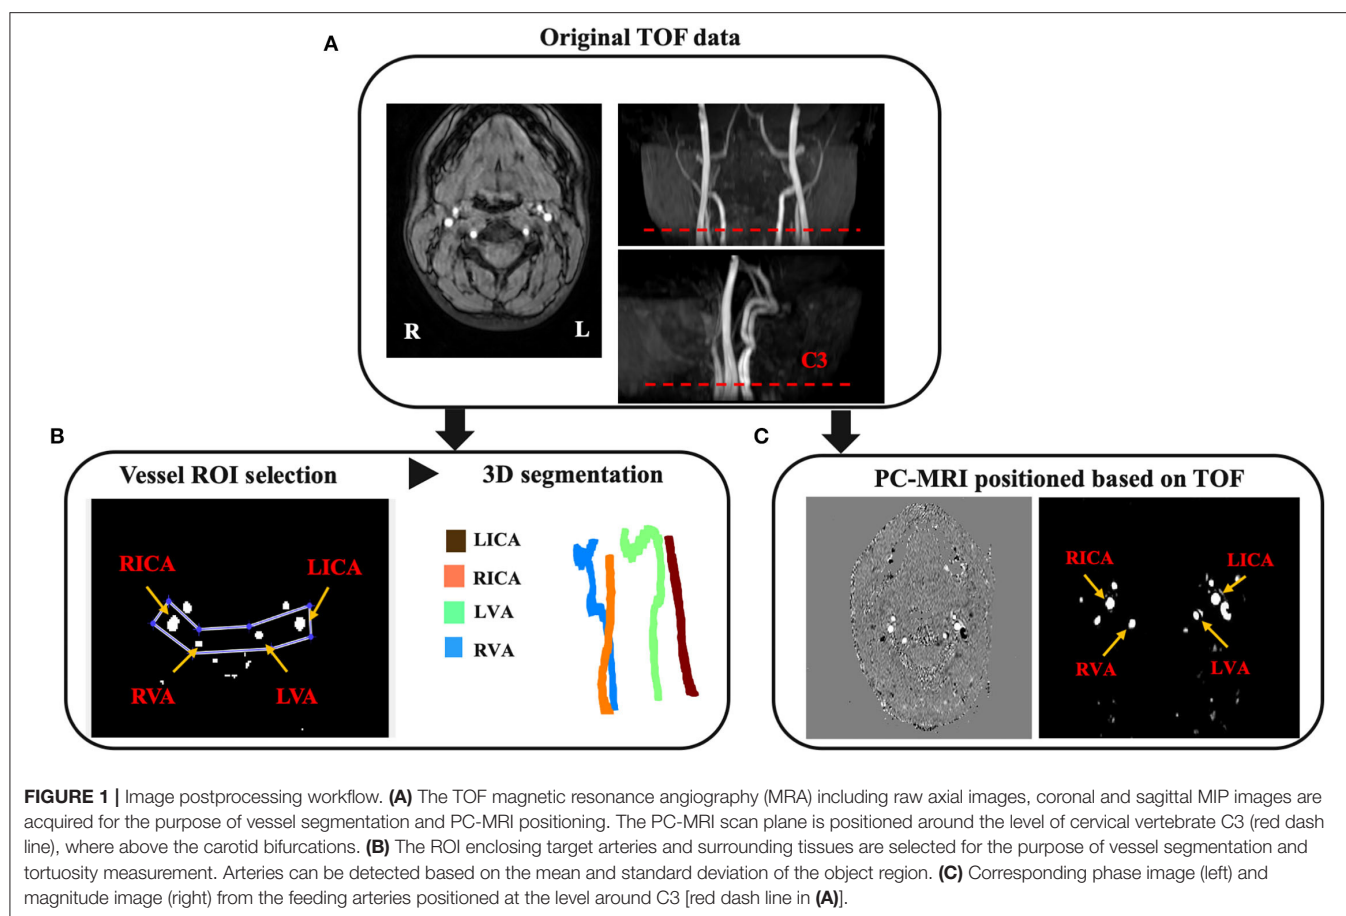 A
Original TOF data
R
L
C3
B
Vessel ROI selection
3D segmentation
RICA
LICA
RVA
LVA
LICA
RICA
LVA
RVA
C
PC-MRI positioned based on TOF
RICA
LICA
RVA
LVA
FIGURE 1 | Image postprocessing workflow. (A) The TOF magnetic resonance angiography (MRA) including raw axial images, coronal and sagittal MIP images are
acquired for the purpose of vessel segmentation and PC-MRI positioning. The PC-MRI scan plane is positioned around the level of cervical vertebrate C3 (red dash
line), where above the carotid bifurcations. (B) The ROI enclosing target arteries and surrounding tissues are selected for the purpose of vessel segmentation and
tortuosity measurement. Arteries can be detected based on the mean and standard deviation of the object region. (C) Corresponding phase image (left) and
magnitude image (right) from the feeding arteries positioned at the level around C3 [red dash line in (A)].